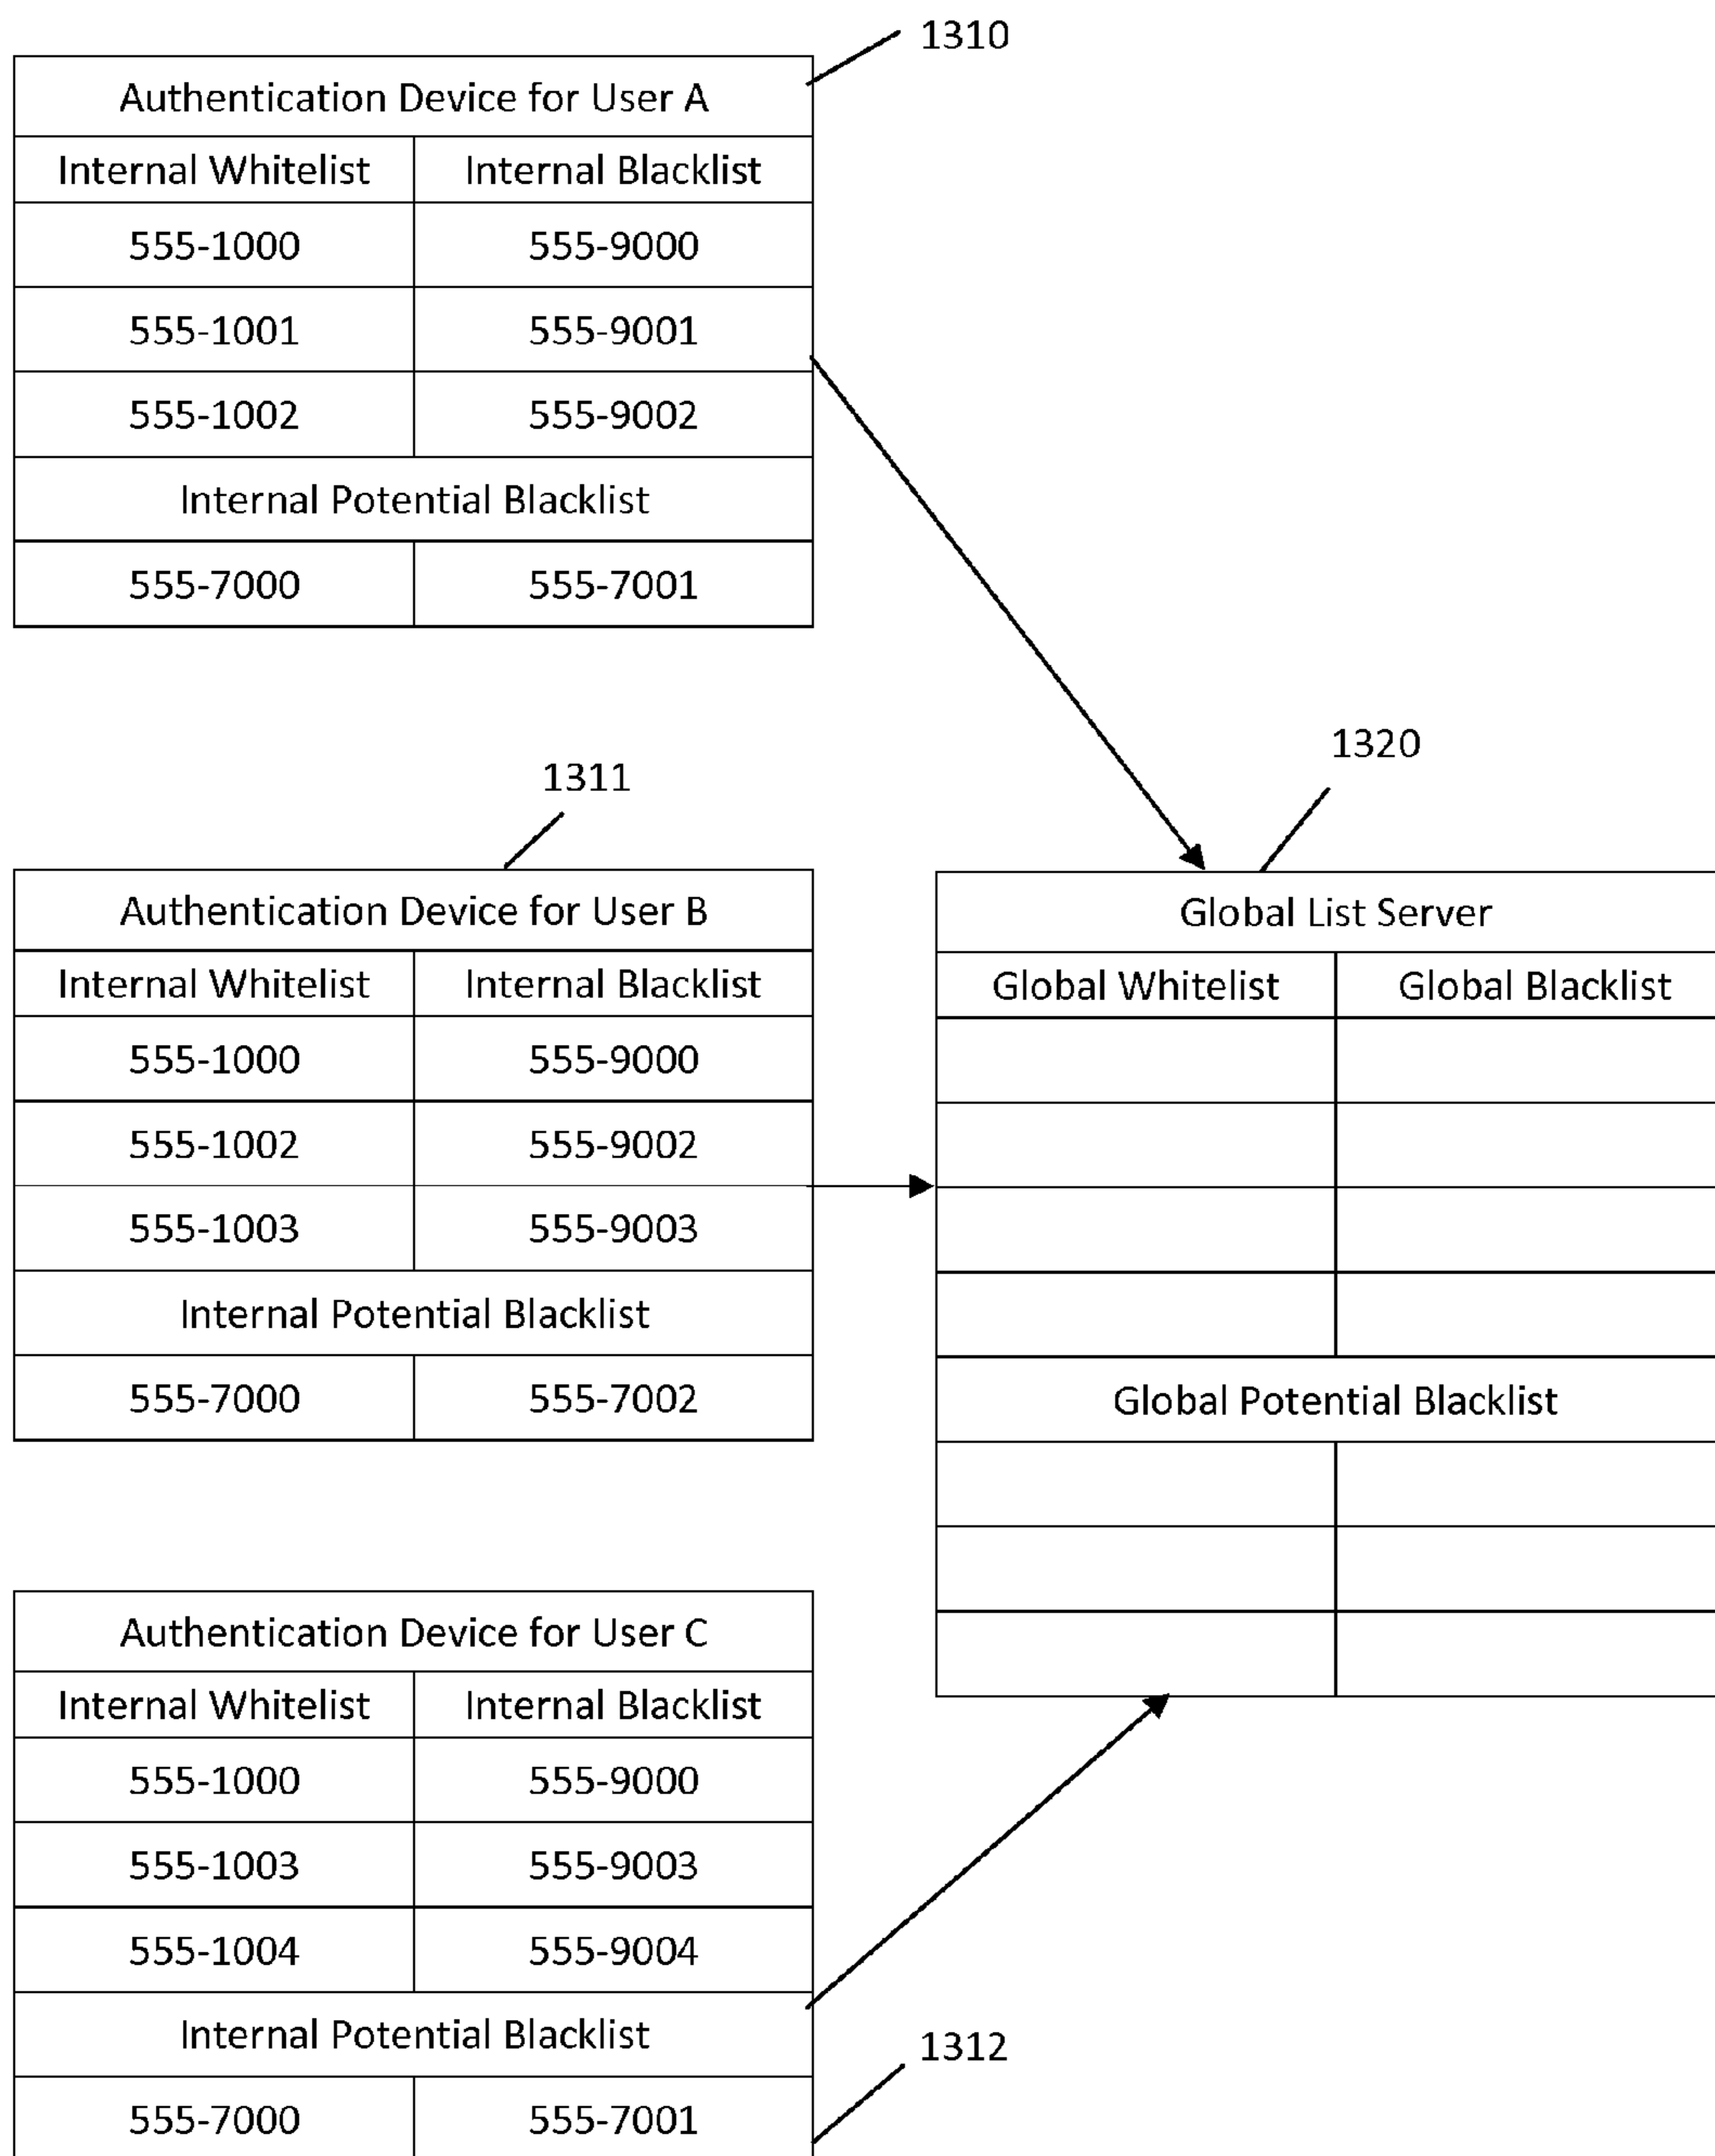 1310
Authentication Device for User A
Internal Whitelist Internal Blacklist
555-1000 555-9000
555-1001 555-9001
555-1002 555-9002
Internal Potential Blacklist
555-7000 555-7001
1311
Authentication Device for User B
Internal Whitelist Internal Blacklist
555-1000 555-9000
555-1002 555-9002
555-1003 555-9003
Internal Potential Blacklist
555-7000 555-7002
1320
Global List Server
Global Whitelist Global Blacklist
Global Potential Blacklist
Authentication Device for User C
Internal Whitelist Internal Blacklist
555-1000 555-9000
555-1003 555-9003
555-1004 555-9004
Internal Potential Blacklist
555-7000 555-7001
1312